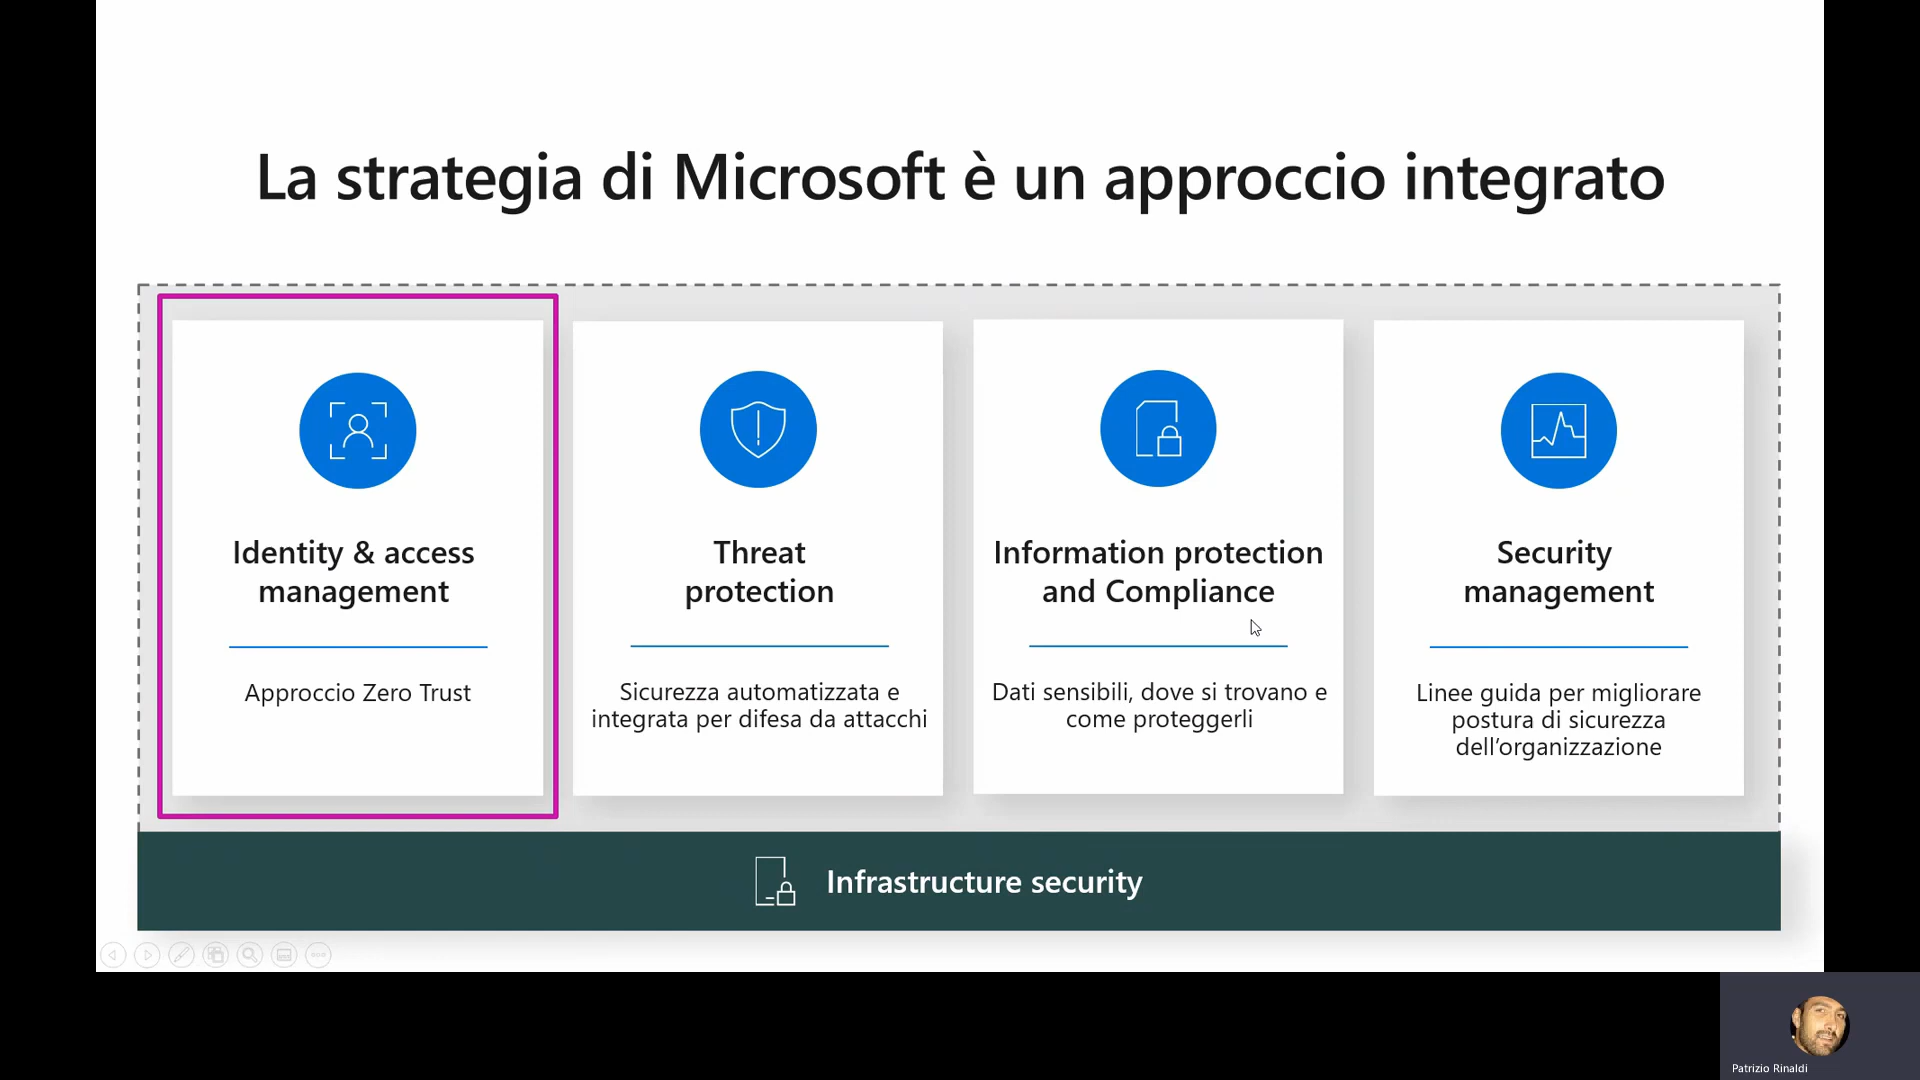 La strategia di Microsoft è un approccio integrato
Identity & access
management
Approccio Zero Trust
Threat
protection
Sicurezza automatizzata e
integrata per difesa da attacchi
Information protection
and Compliance
Dati sensibili, dove si trovano e
come proteggerli
Security
management
Linee guida per migliorare
postura di sicurezza
dell’organizzazione
Infrastructure security
Patrizio Rinaldi